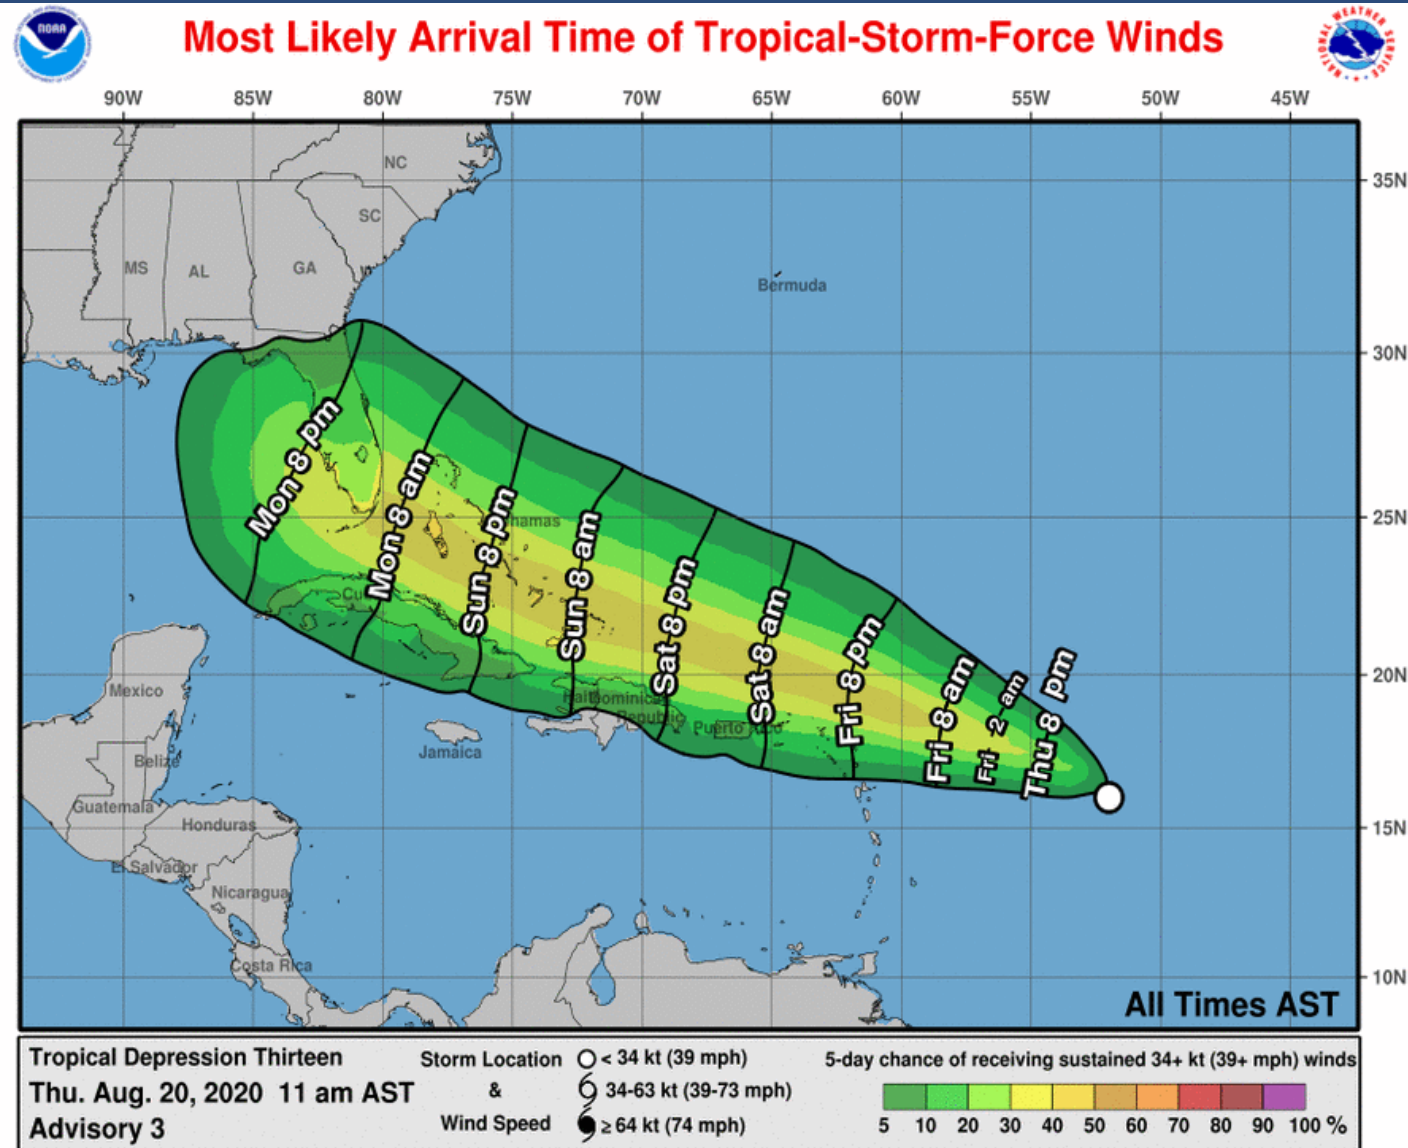 Most Likely Arrival Time of Tropical-Storm-Force Winds
NOAA
NATIONAL WEATHER SERVICE
90W 85W 80W 75W 70W 65W 60W 55W 50W 45W
35N
30N
25N
20N
15N
10N
NC
SC
MS AL GA
Bermuda
Mon 8 pm
Mon 8 am
Sun 8 pm
Sun 8 am
Sat 8 pm
Sat 8 am
Fri 8 pm
Fri 8 am
Fri 2 am
Thu 8 pm
Puerto Rico
Dominican
Republic
Jamaica
Mexico
Belize
Guatemala
Honduras
El Salvador
Nicaragua
Costa Rica
All Times AST
Tropical Depression Thirteen
Thu. Aug. 20, 2020 11 am AST
Advisory 3
Storm Location
&
Wind Speed
< 34 kt (39 mph)
34-63 kt (39-73 mph)
≥ 64 kt (74 mph)
5-day chance of receiving sustained 34+ kt (39+ mph) winds
5 10 20 30 40 50 60 70 80 90 100 %